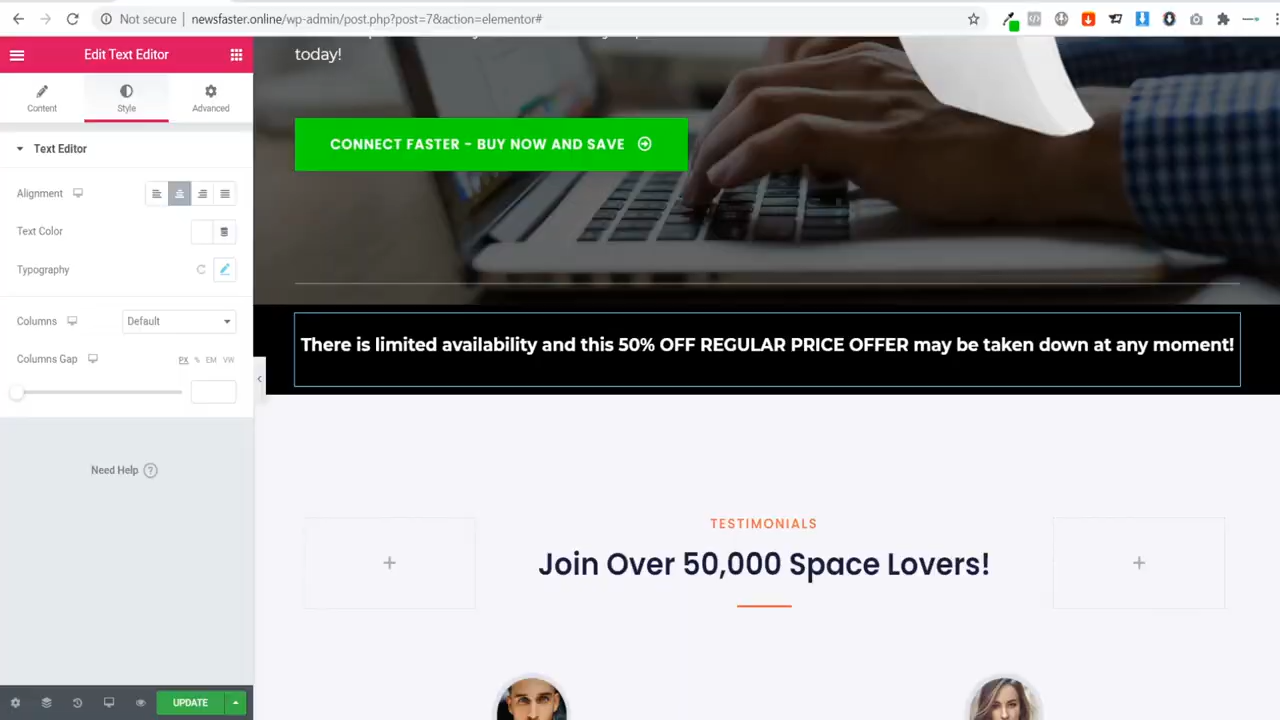 Not secure
newsfaster.online/wp-admin/post.php?post=7&action=elementor#
Edit Text Editor
Content
Style
Advanced
Text Editor
Alignment
Text Color
Typography
Columns
Default
Columns Gap
PX % EM VW
Need Help ?
UPDATE
today!
CONNECT FASTER - BUY NOW AND SAVE
There is limited availability and this 50% OFF REGULAR PRICE OFFER may be taken down at any moment!
TESTIMONIALS
Join Over 50,000 Space Lovers!